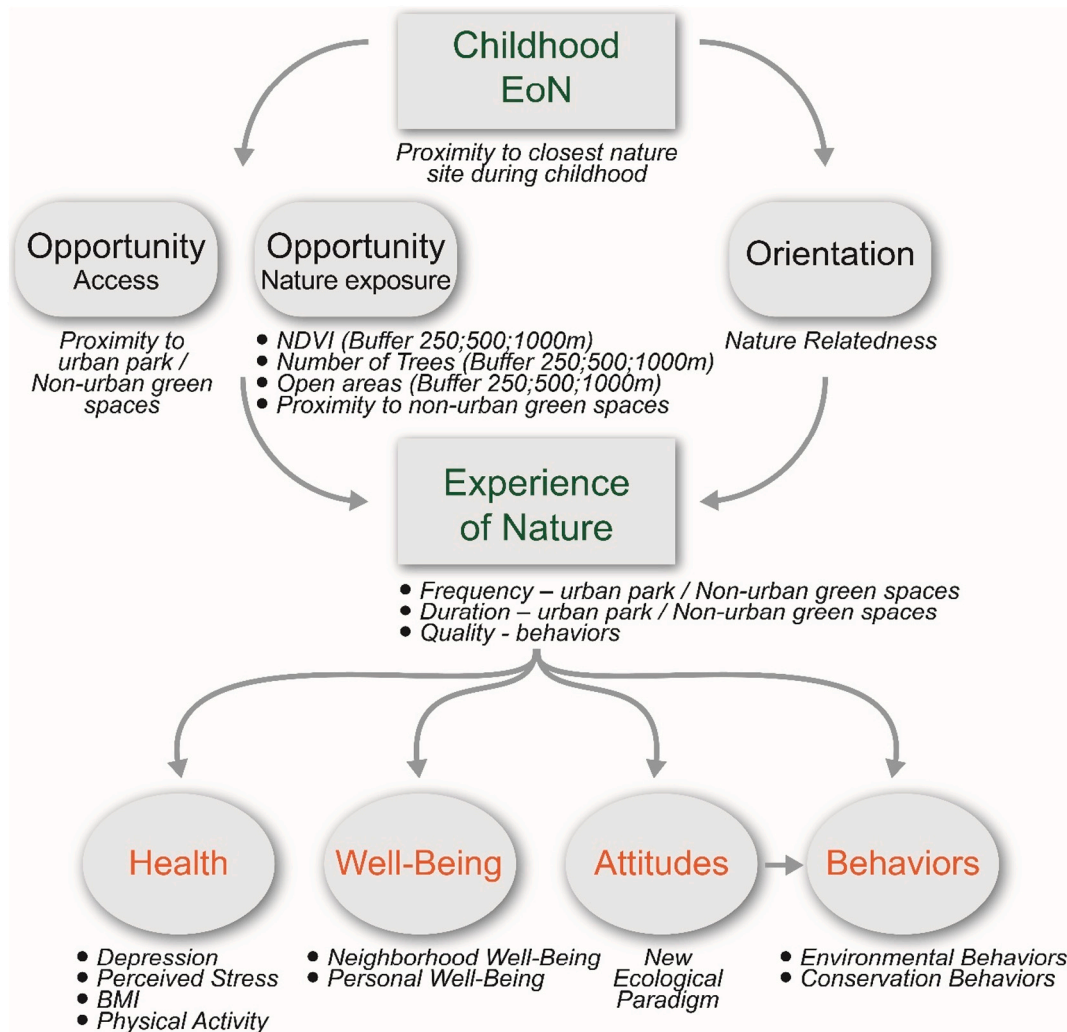 Childhood
EoN
Proximity to closest nature
site during childhood
Opportunity
Access
Proximity to
urban park /
Non-urban green
spaces
Opportunity
Nature exposure
● NDVI (Buffer 250;500;1000m)
● Number of Trees (Buffer 250;500;1000m)
● Open areas (Buffer 250;500;1000m)
● Proximity to non-urban green spaces
Orientation
Nature Relatedness
Experience
of Nature
● Frequency – urban park / Non-urban green spaces
● Duration – urban park / Non-urban green spaces
● Quality - behaviors
Health
● Depression
● Perceived Stress
● BMI
● Physical Activity
Well-Being
● Neighborhood Well-Being
● Personal Well-Being
Attitudes
New
Ecological
Paradigm
Behaviors
● Environmental Behaviors
● Conservation Behaviors